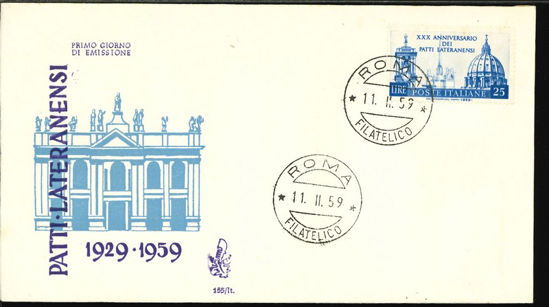 PRIMO GIORNO
DI EMISSIONE
PATTI·LATERANENSI
1929·1959
155/it.
XXX ANNIVERSARIO
DEI
PATTI LATERANENSI
LIRE POSTE ITALIANE 25
ROMA
* 11. II. 59 *
FILATELICO
ROMA
* 11. II. 59 *
FILATELICO